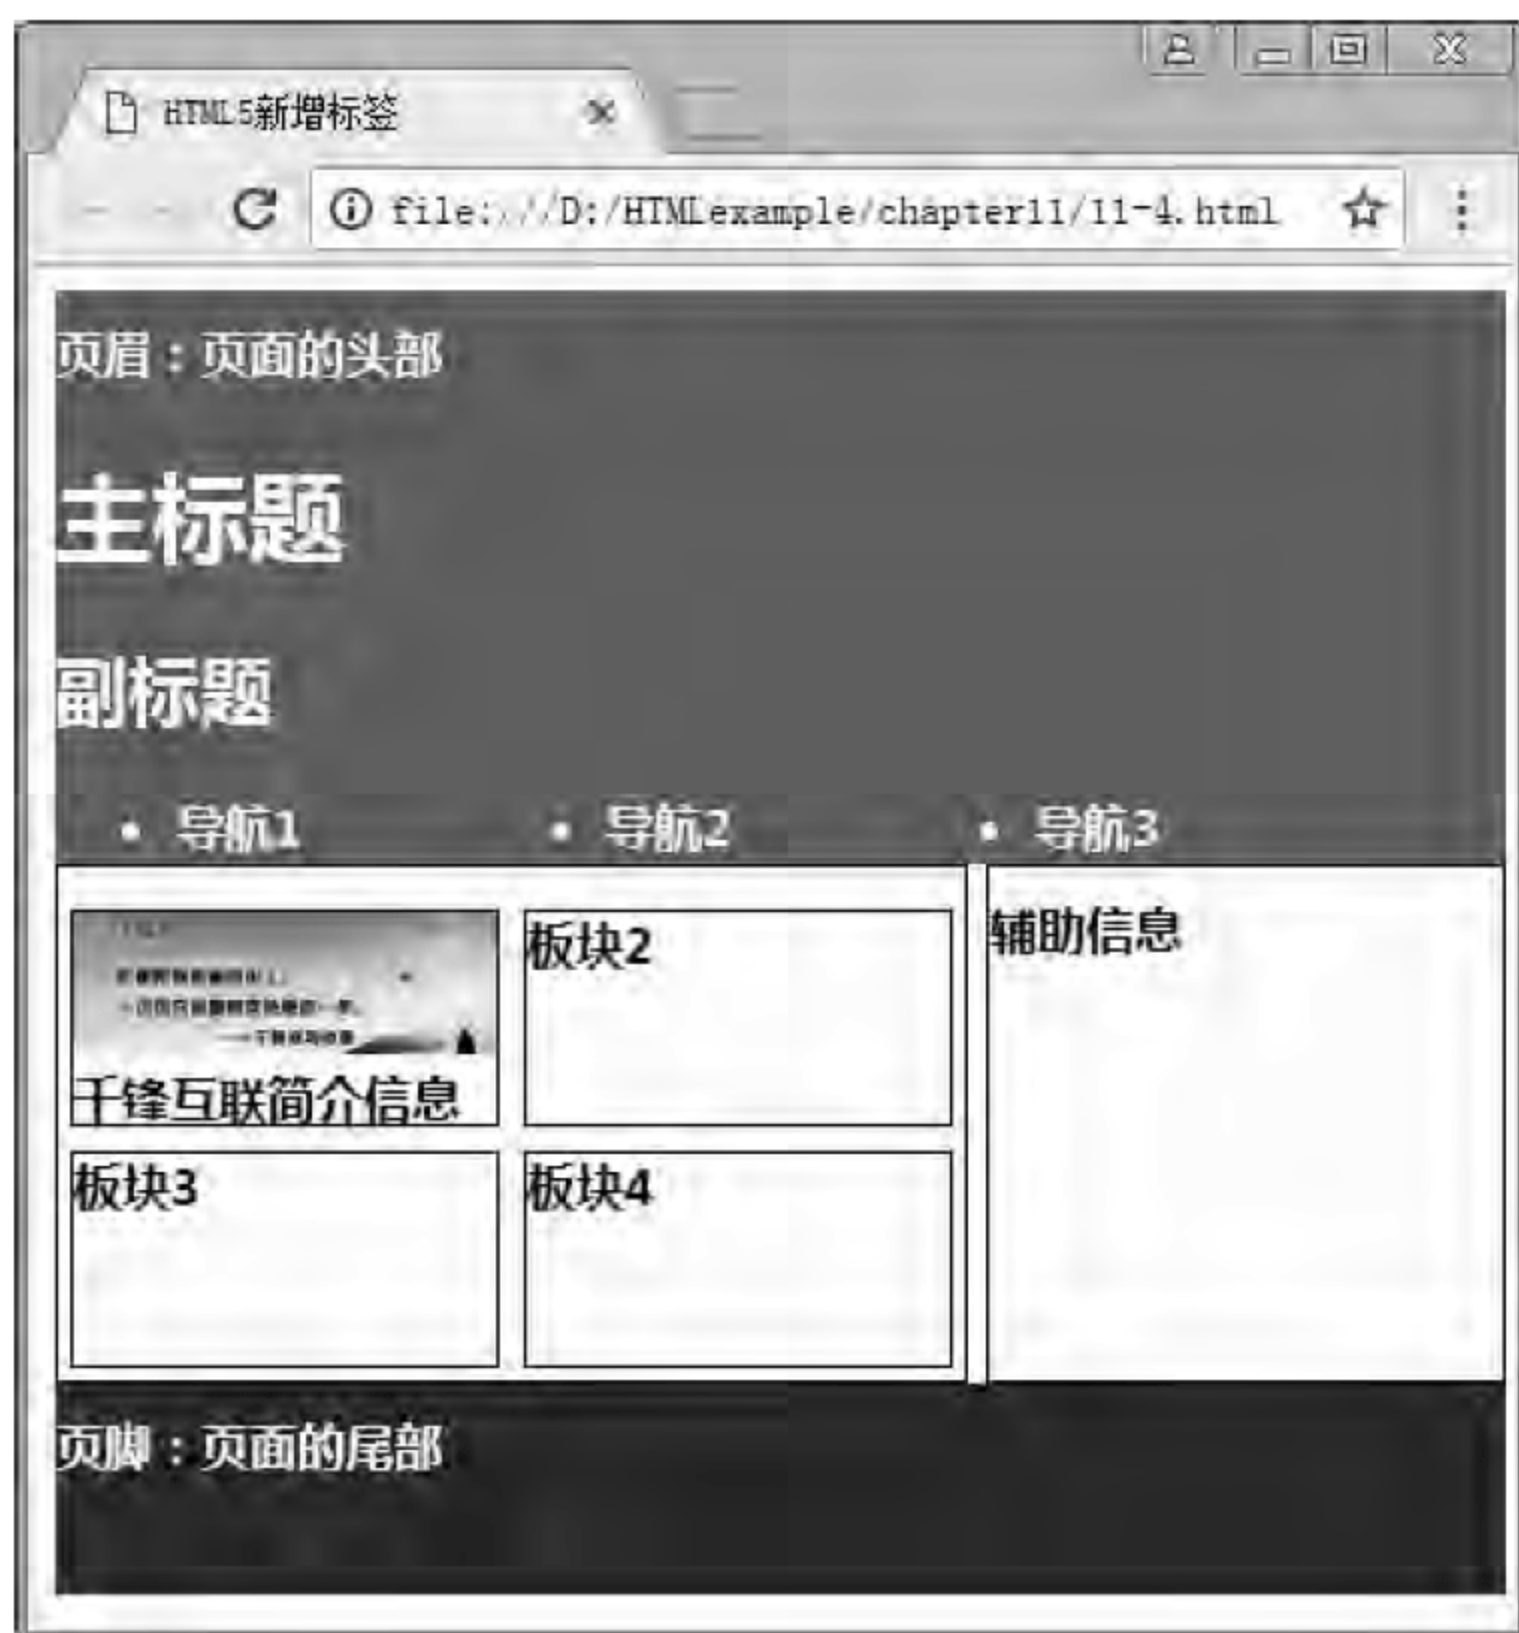 HTML5新增标签
file:///D:/HTMLexample/chapter11/11-4.html
页眉：页面的头部
主标题
副标题
• 导航1 • 导航2 • 导航3
板块2
辅助信息
千锋互联简介信息
板块3
板块4
页脚：页面的尾部